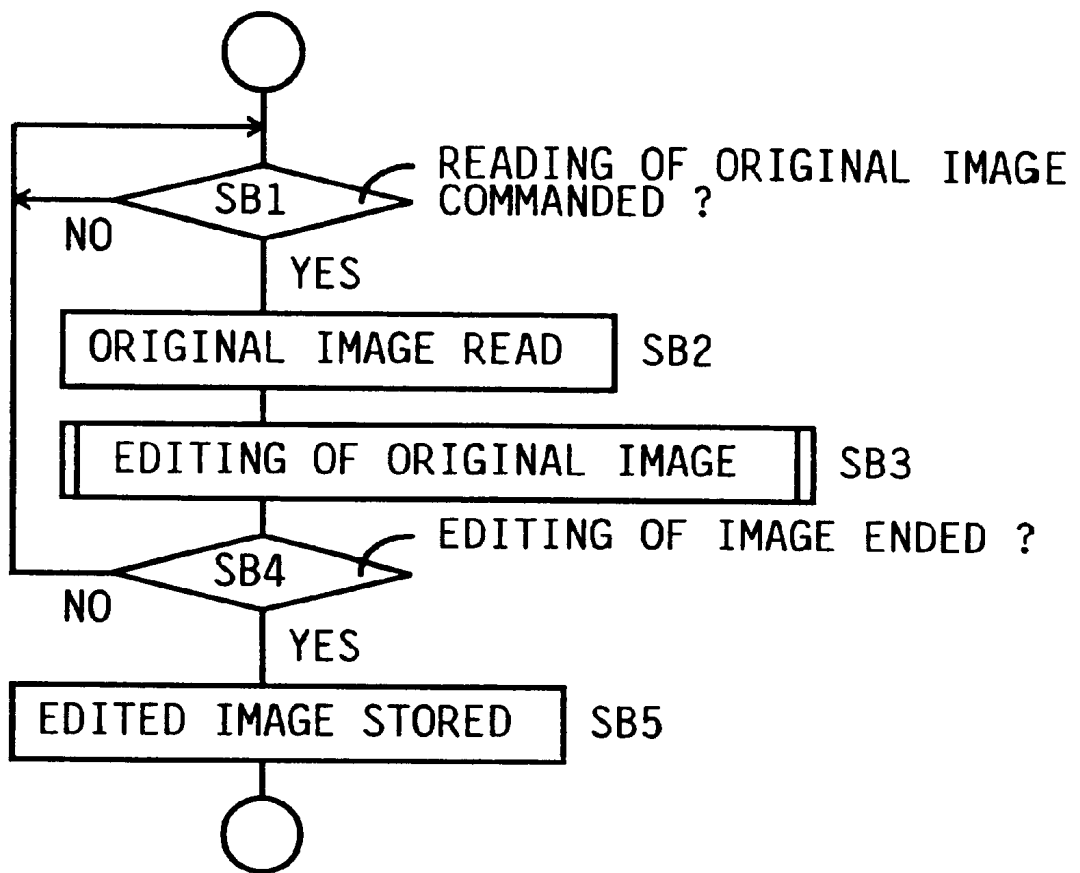 READING OF ORIGINAL IMAGE
COMMANDED ?
SB1
NO
YES
ORIGINAL IMAGE READ
SB2
EDITING OF ORIGINAL IMAGE
SB3
EDITING OF IMAGE ENDED ?
SB4
NO
YES
EDITED IMAGE STORED
SB5